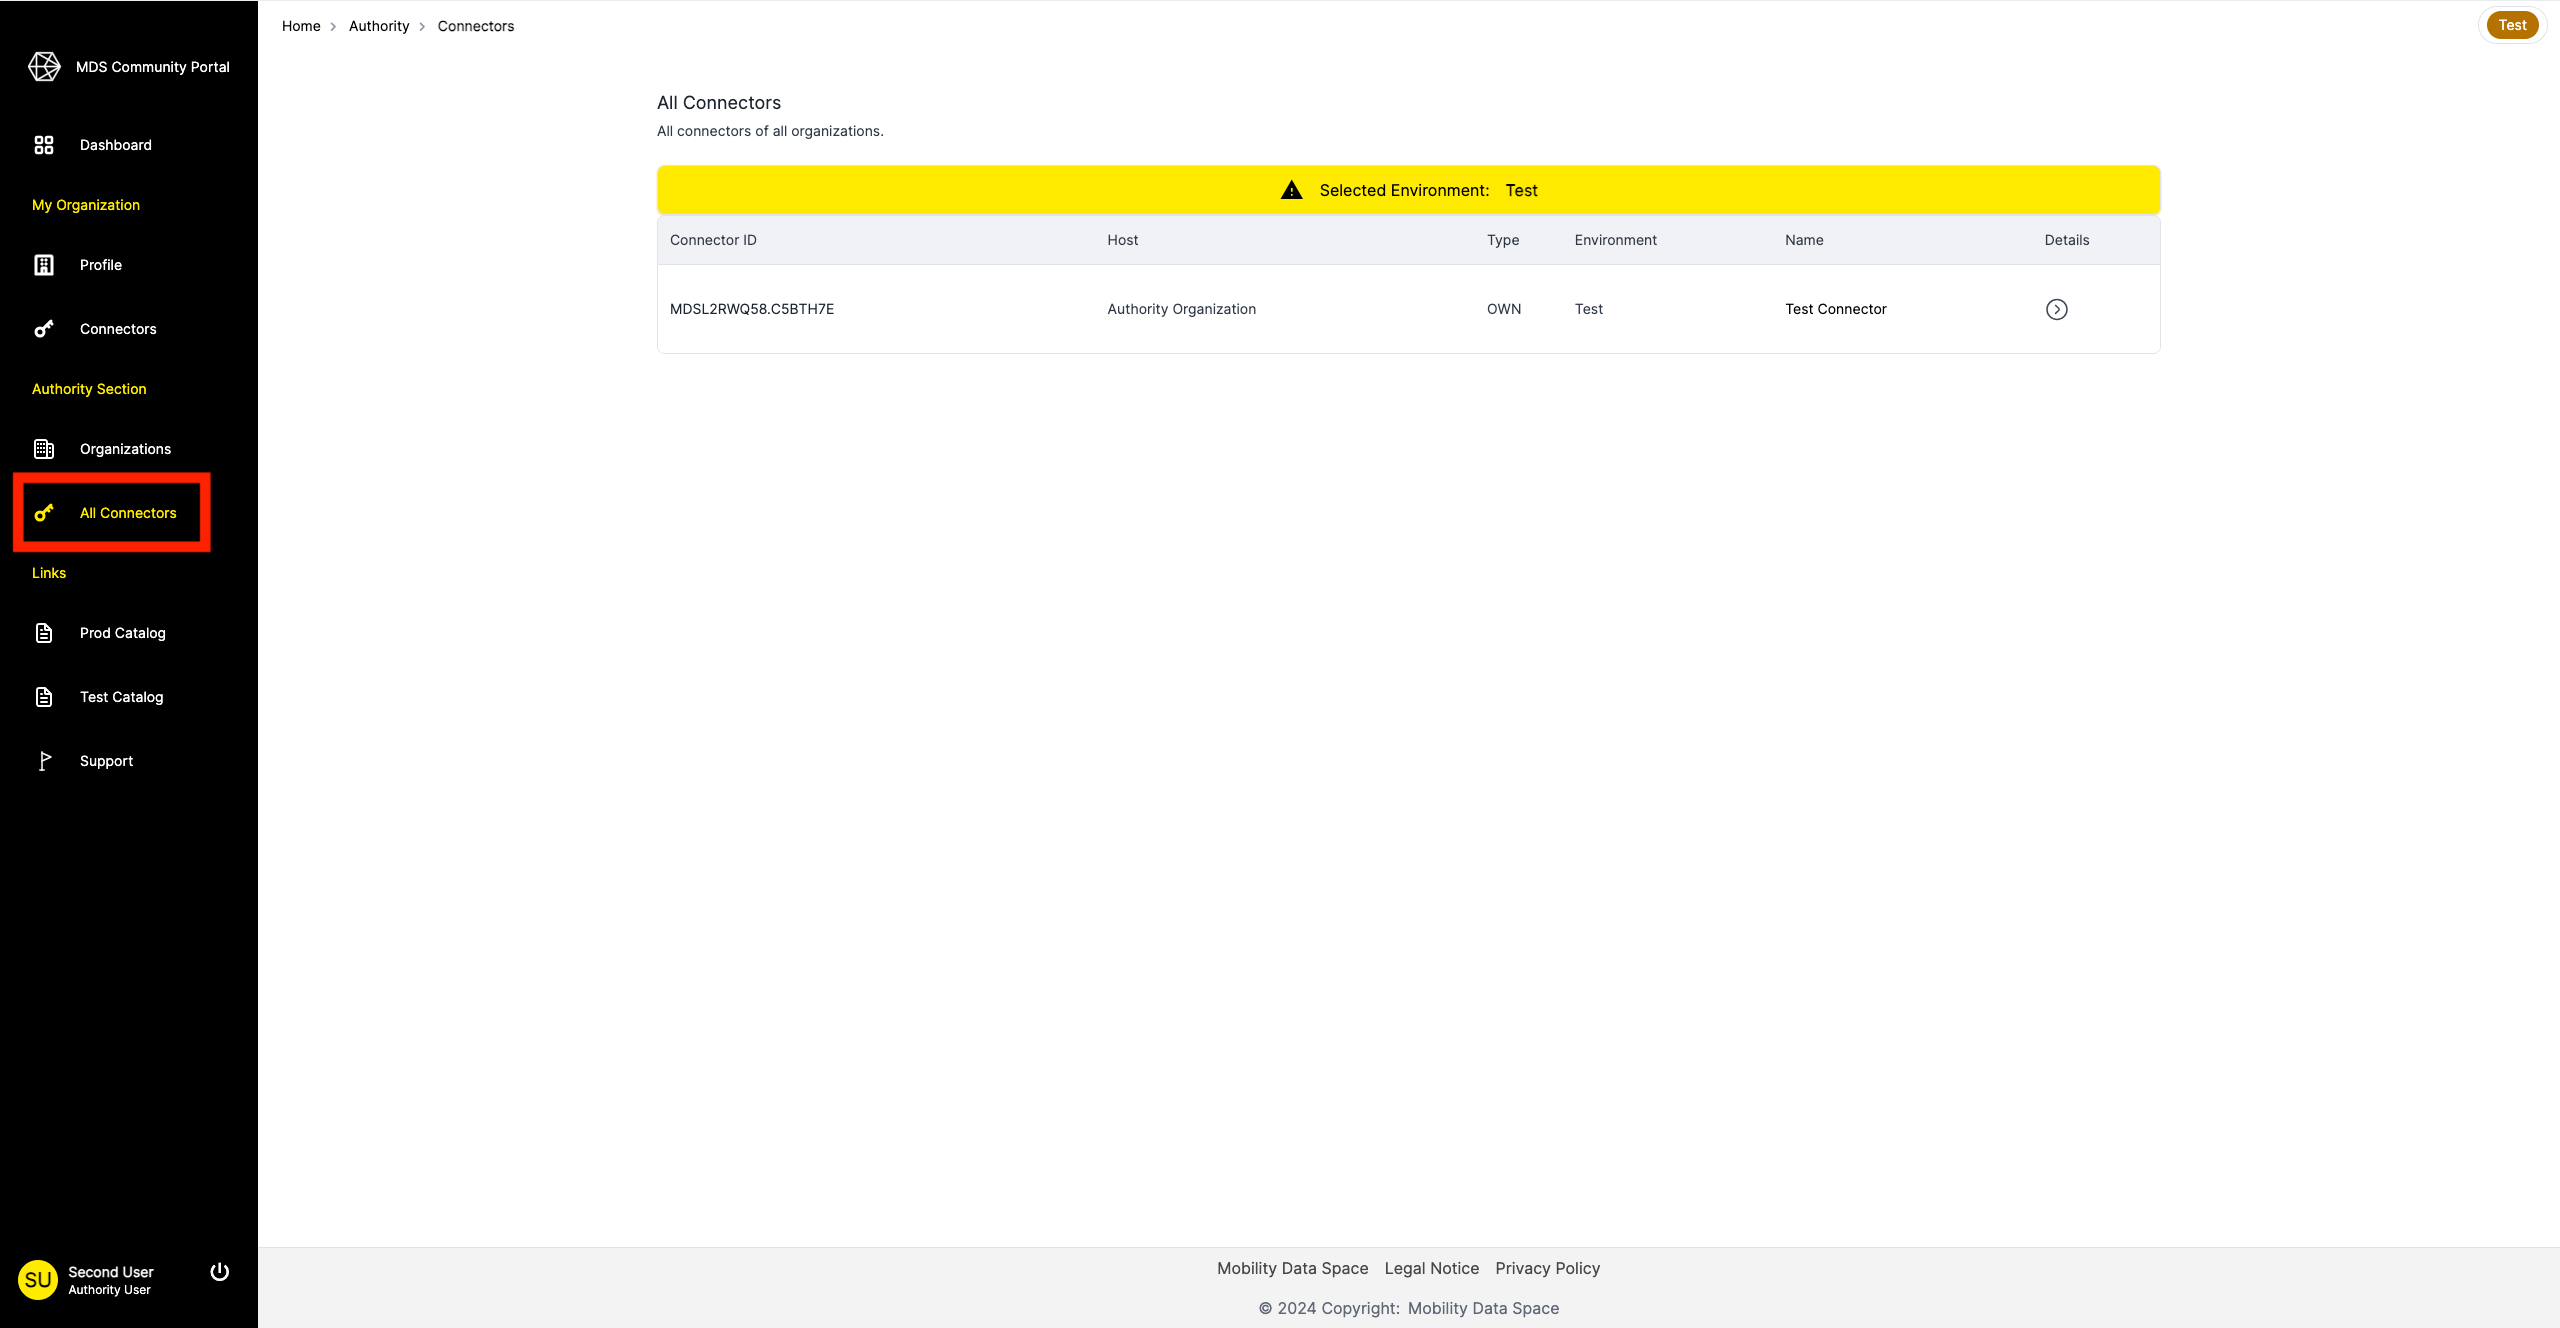 MDS Community Portal
Dashboard
My Organization
Profile
Connectors
Authority Section
Organizations
All Connectors
Links
Prod Catalog
Test Catalog
Support
SU
Second User
Authority User
Home Authority Connectors
Test
All Connectors
All connectors of all organizations.
Selected Environment: Test
Connector ID Host Type Environment Name Details
MDSL2RWQ58.C5BTH7E Authority Organization OWN Test Test Connector
Mobility Data Space Legal Notice Privacy Policy
© 2024 Copyright: Mobility Data Space